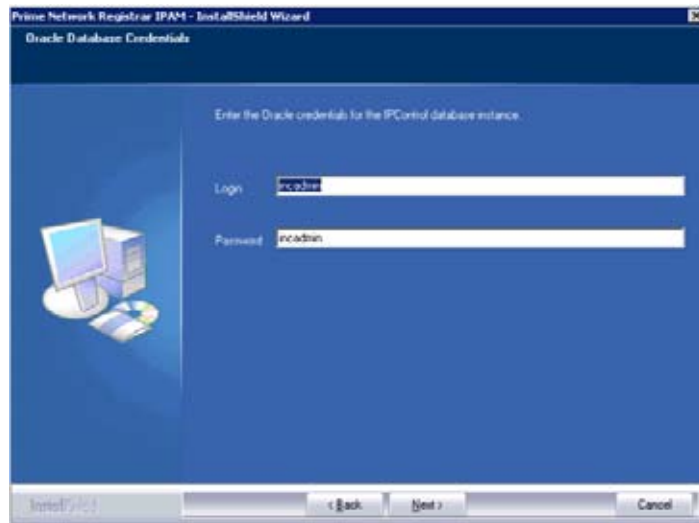 Prime Network Registrar IPAM - InstallShield Wizard
Oracle Database Credentials
Enter the Oracle credentials for the IPControl database instance.
Login incadmin
Password incadmin
InstallShield
< Back Next > Cancel